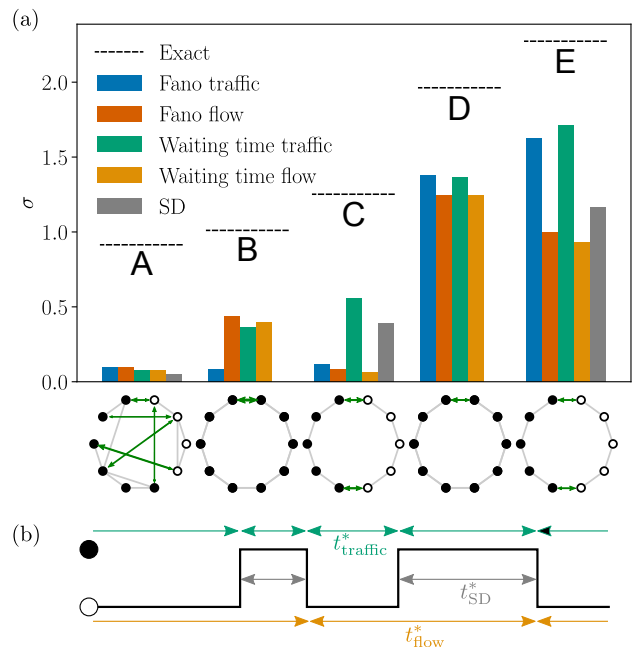 (a)
Exact
Fano traffic
Fano flow
Waiting time traffic
Waiting time flow
SD
A
B
C
D
E
σ
2.0
1.5
1.0
0.5
0.0
(b)
t*traffic
t*SD
t*flow